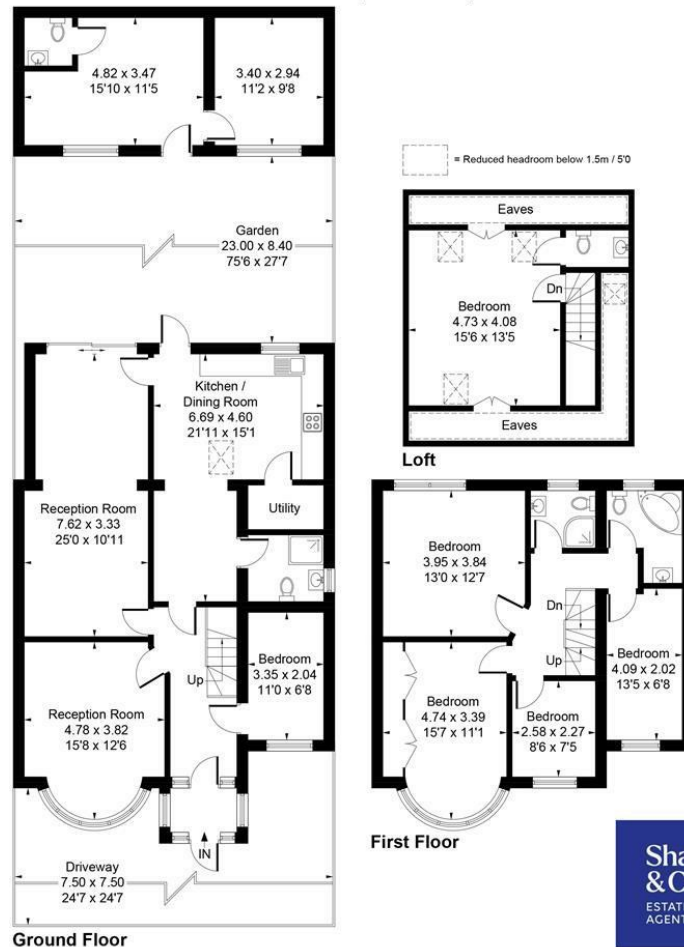 4.82 x 3.47
15'10 x 11'5
3.40 x 2.94
11'2 x 9'8
= Reduced headroom below 1.5m / 5'0
Garden
23.00 x 8.40
75'6 x 27'7
Eaves
Dn
Bedroom
4.73 x 4.08
15'6 x 13'5
Eaves
Loft
Kitchen /
Dining Room
6.69 x 4.60
21'11 x 15'1
Utility
Reception Room
7.62 x 3.33
25'0 x 10'11
Up
Bedroom
3.35 x 2.04
11'0 x 6'8
Reception Room
4.78 x 3.82
15'8 x 12'6
IN
Driveway
7.50 x 7.50
24'7 x 24'7
Ground Floor
Bedroom
3.95 x 3.84
13'0 x 12'7
Dn
Up
Bedroom
4.09 x 2.02
13'5 x 6'8
Bedroom
4.74 x 3.39
15'7 x 11'1
Bedroom
2.58 x 2.27
8'6 x 7'5
First Floor
&
ESTATE
AGENT